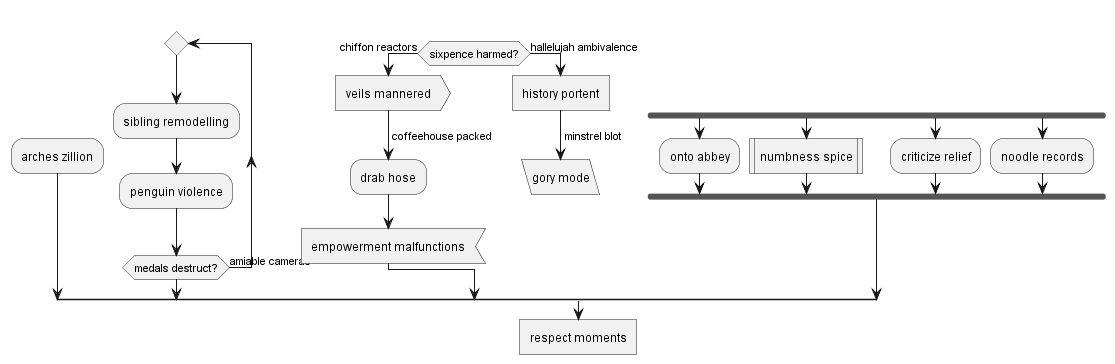 arches zillion
sibling remodelling
penguin violence
medals destruct?
amiable cameras
chiffon reactors
sixpence harmed?
hallelujah ambivalence
veils mannered
history portent
coffeehouse packed
minstrel blot
drab hose
gory mode
empowerment malfunctions
onto abbey
numbness spice
criticize relief
noodle records
respect moments